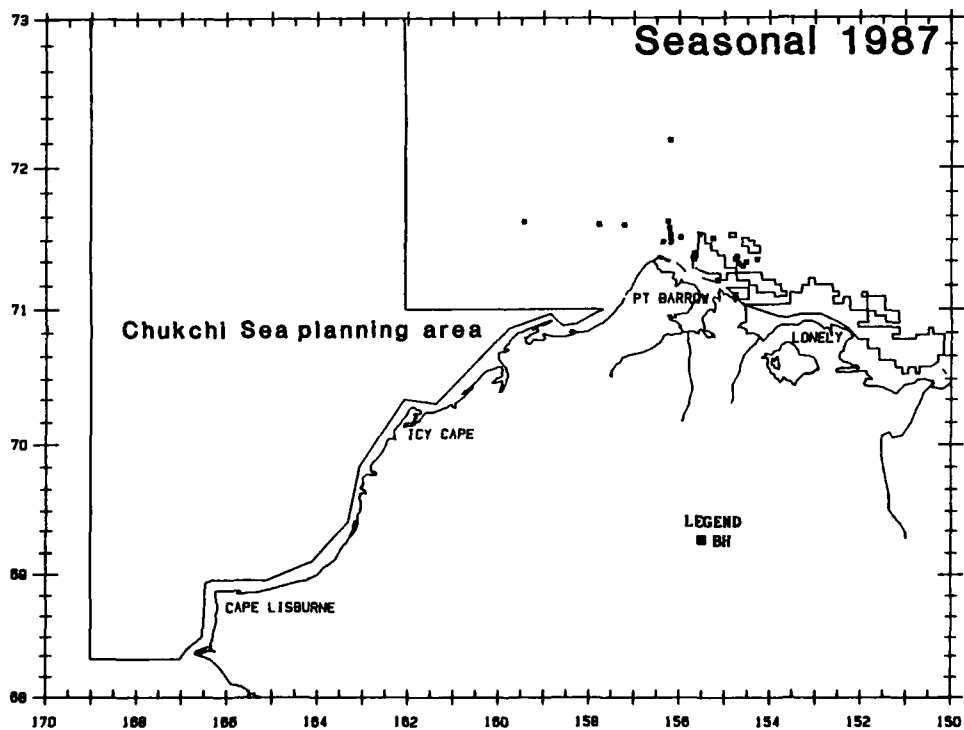 73
Seasonal 1987
72
71
PT BARROW
Chukchi Sea planning area
LONELY
70
ICY CAPE
LEGEND
BH
69
CAPE LISBURNE
68
170 168 166 164 162 160 158 156 154 152 150